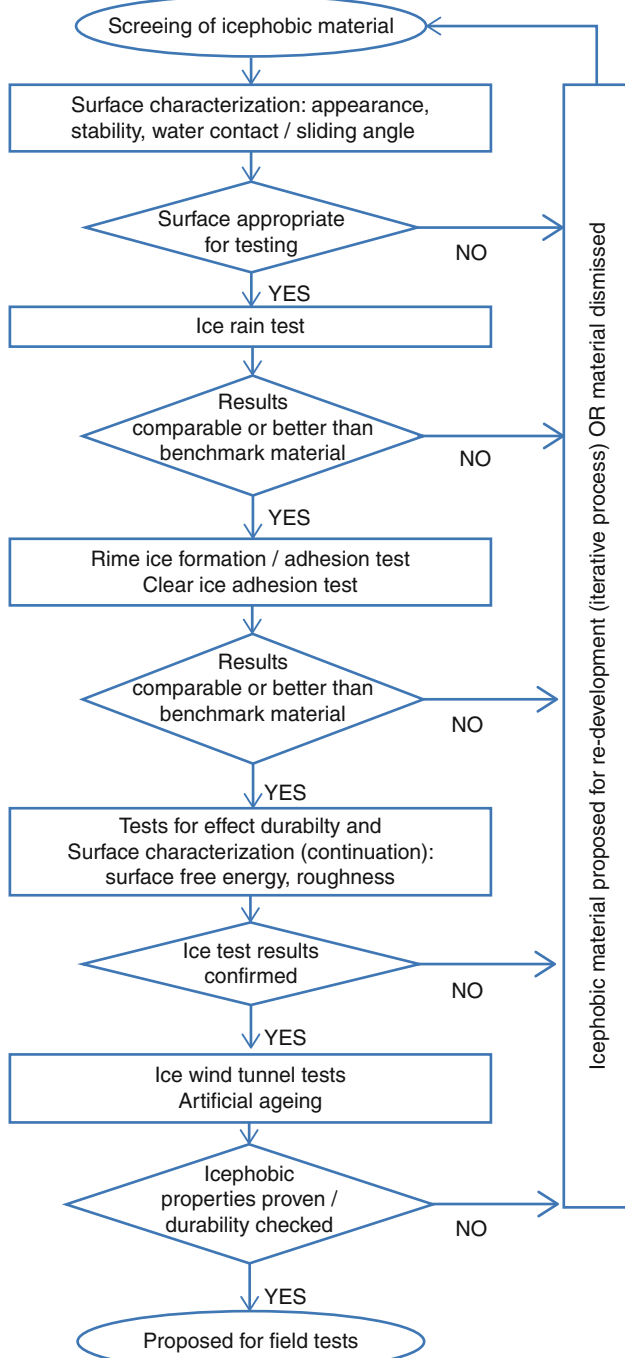 Screeing of icephobic material
Surface characterization: appearance,
stability, water contact / sliding angle
Surface appropriate
for testing
NO
YES
Ice rain test
Results
comparable or better than
benchmark material
NO
YES
Rime ice formation / adhesion test
Clear ice adhesion test
Results
comparable or better than
benchmark material
NO
YES
Tests for effect durabilty and
Surface characterization (continuation):
surface free energy, roughness
Ice test results
confirmed
NO
YES
Ice wind tunnel tests
Artificial ageing
Icephobic
properties proven /
durability checked
NO
YES
Proposed for field tests
Icephobic material proposed for re-development (iterative process) OR material dismissed